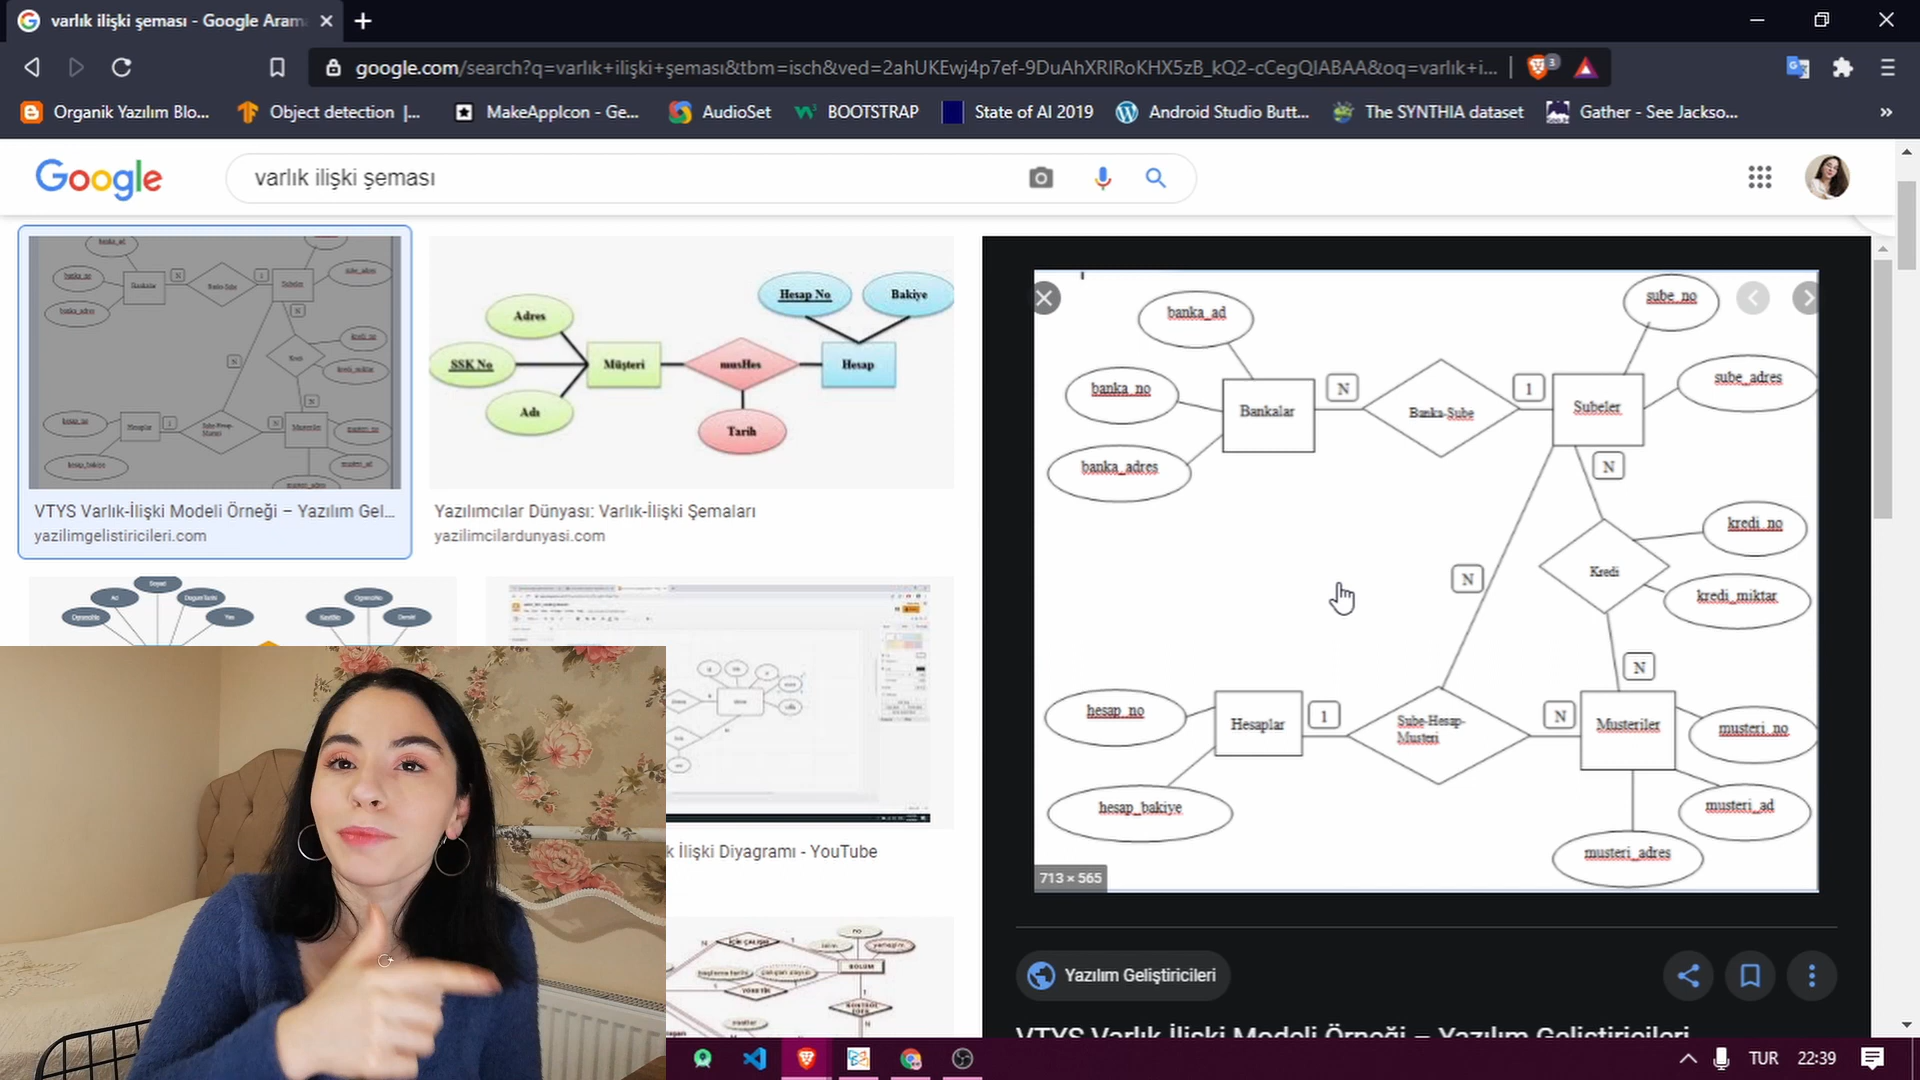 varlık ilişki şeması - Google Aram
google.com/search?q=varlık+ilişki+şeması&tbm=isch&ved=2ahUKEwj4p7ef-9DuAhXRlRoKHX5zB_kQ2-cCegQIABAA&oq=varlık+i...
3
Organik Yazılım Blo...
Object detection |...
MakeAppIcon - Ge...
AudioSet
BOOTSTRAP
State of AI 2019
Android Studio Butt...
The SYNTHIA dataset
Gather - See Jackso...
»
Google
varlık ilişki şeması
banka_ad
banka_no
banka_adres
Bankalar
N
Banka-Sube
1
Subeler
sube_no
sube_adres
N
N
Kredi
kredi_no
kredi_miktar
N
hesap_no
hesap_bakiye
Hesaplar
1
Sube-Hesap-
Musteri
N
Musteriler
musteri_no
musteri_ad
musteri_adres
713 × 565
VTYS Varlık-İlişki Modeli Örneği – Yazılım Gel...
yazilimgelistiricileri.com
Adres
SSK No
Adı
Müşteri
musHes
Tarih
Hesap
Hesap No
Bakiye
Yazılımcılar Dünyası: Varlık-İlişki Şemaları
yazilimcilardunyasi.com
k İlişki Diyagramı - YouTube
BOLUM
Yazılım Geliştiricileri
VTYS Varlık İlişki Modeli Örneği – Yazılım Geliştiricileri
TUR
22:39